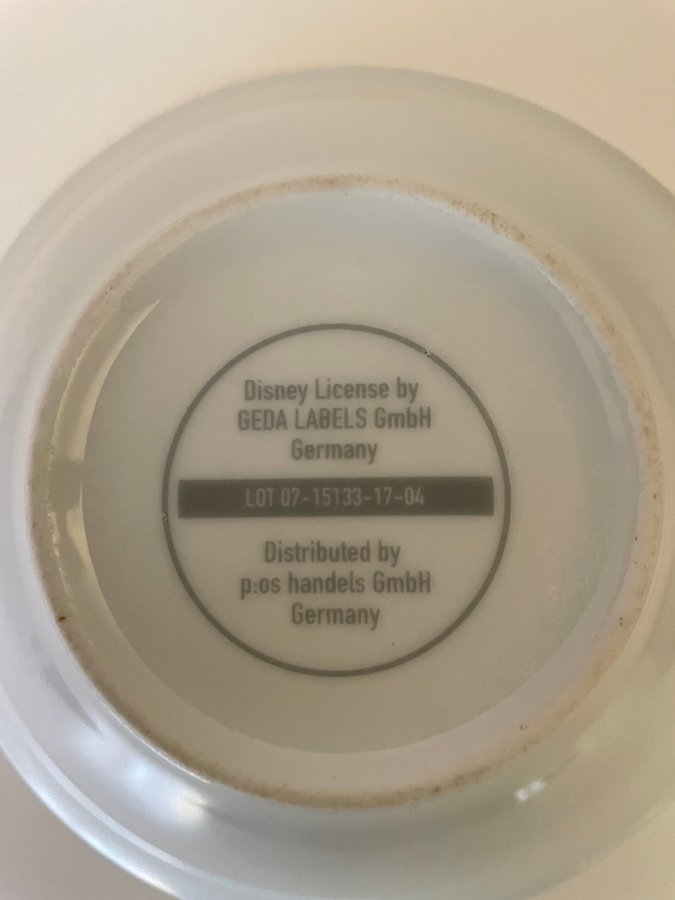 Disney License by
GEDA LABELS GmbH
Germany
LOT 07-15133-17-04
Distributed by
p:os handels GmbH
Germany